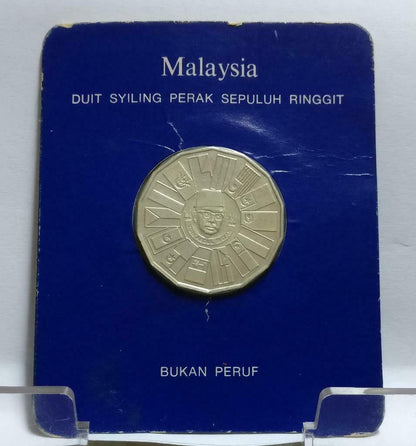 Malaysia
DUIT SYILING PERAK SEPULUH RINGGIT
BUKAN PERUF